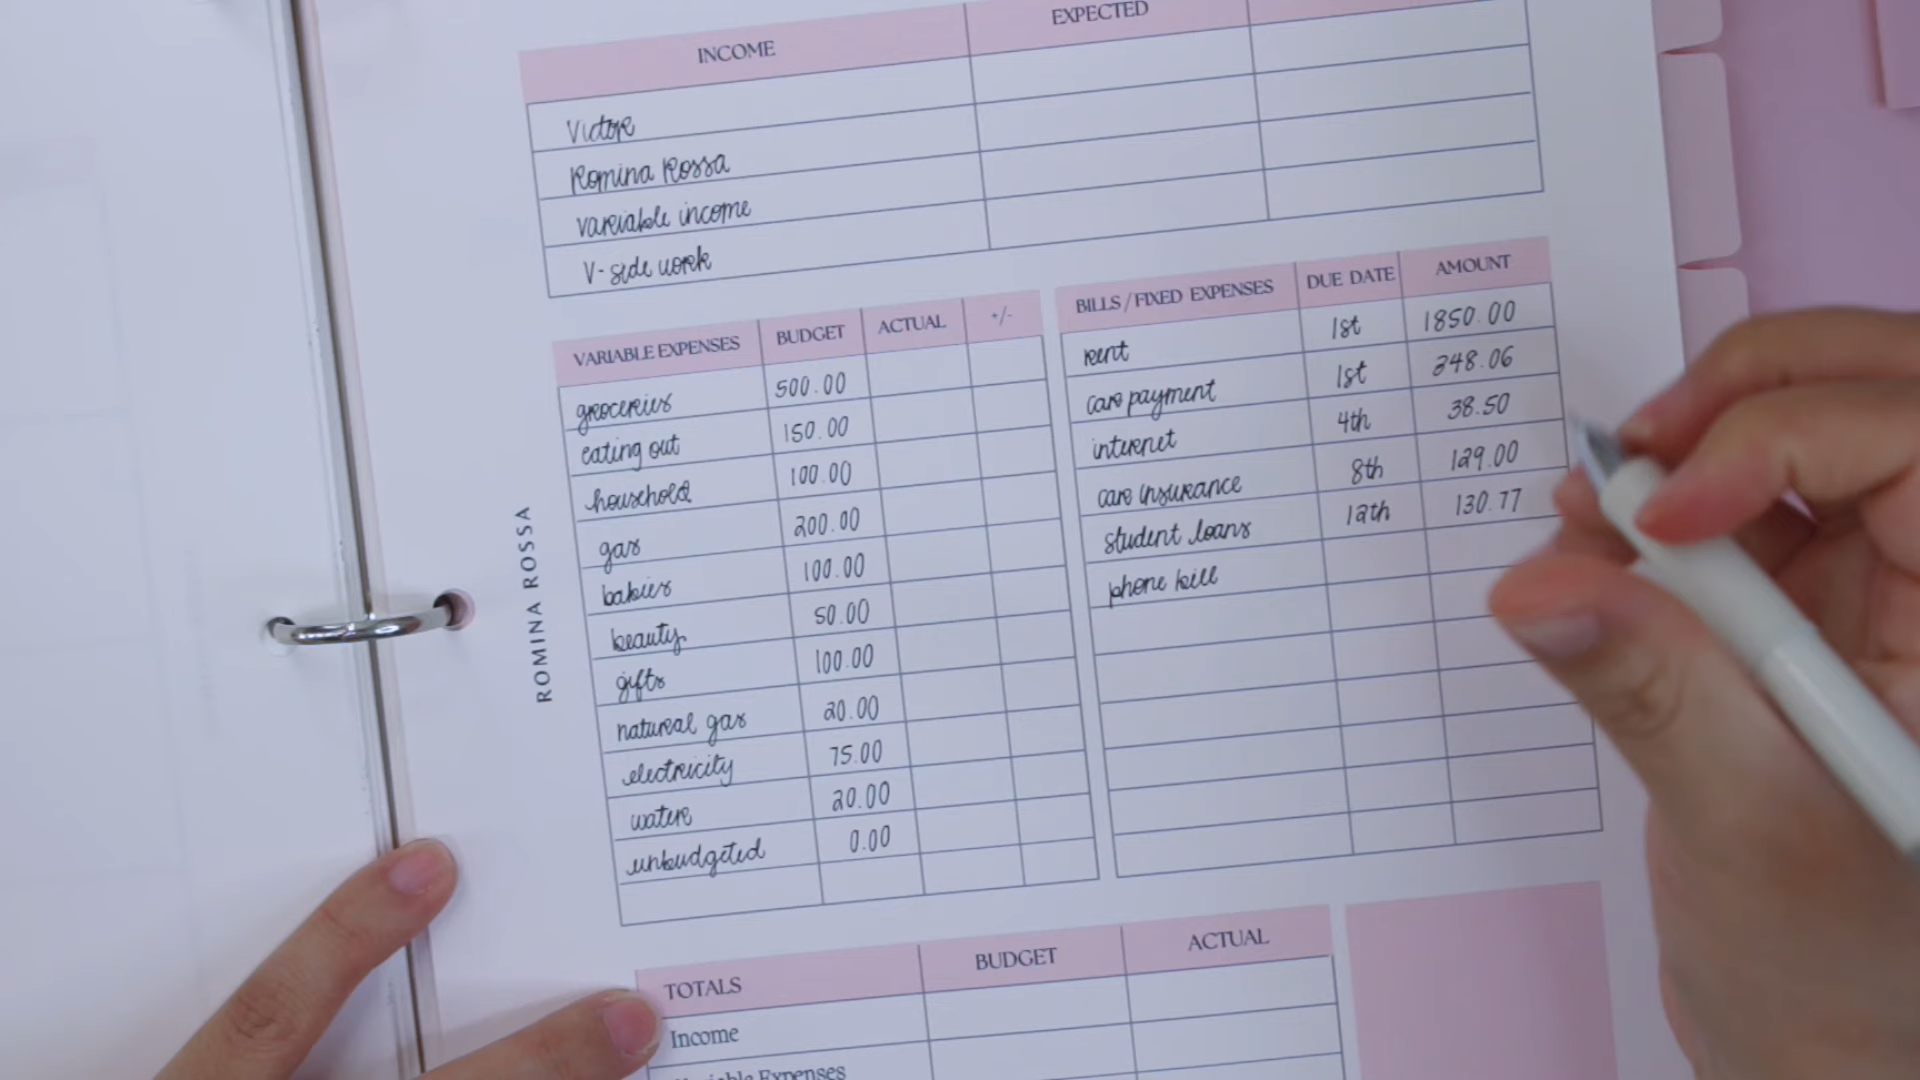 INCOME EXPECTED
Victor
Romina Rossa
variable income
V-side work
VARIABLE EXPENSES BUDGET ACTUAL +/-
groceries 500.00
eating out 150.00
household 100.00
gas 200.00
babies 100.00
beauty 50.00
gifts 100.00
natural gas 20.00
electricity 75.00
water 20.00
unbudgeted 0.00
BILLS / FIXED EXPENSES DUE DATE AMOUNT
rent 1st 1850.00
car payment 1st 248.06
internet 4th 38.50
car insurance 8th 129.00
student loans 12th 130.77
phone bill
ROMINA ROSSA
TOTALS BUDGET ACTUAL
Income
Variable Expenses